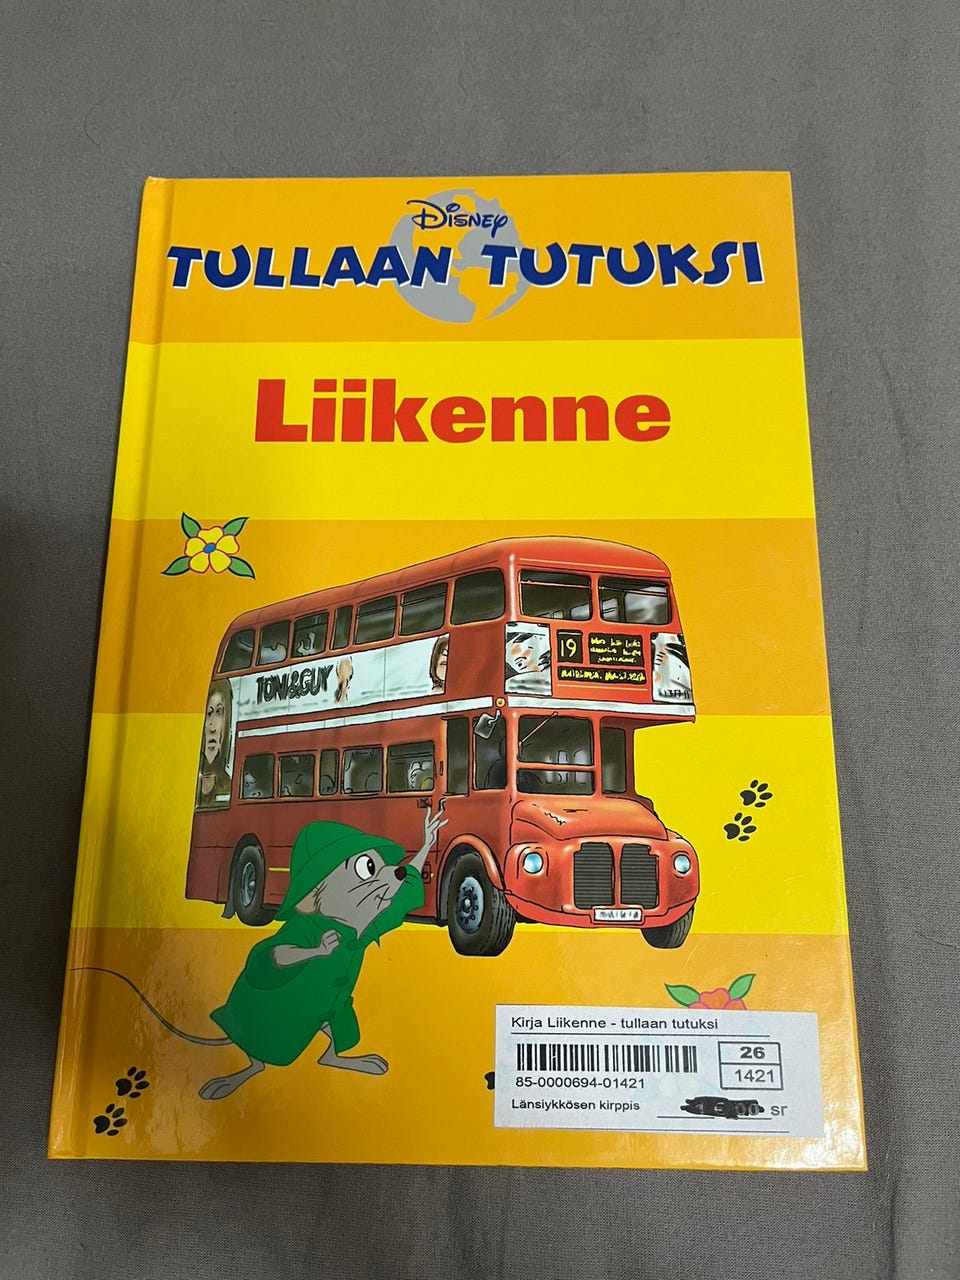 Disney
TULLAAN TUTUKSI
Liikenne
TONI&GUY
19
Kirja Liikenne - tullaan tutuksi
26
85-0000694-01421
1421
Länsiykkösen kirppis